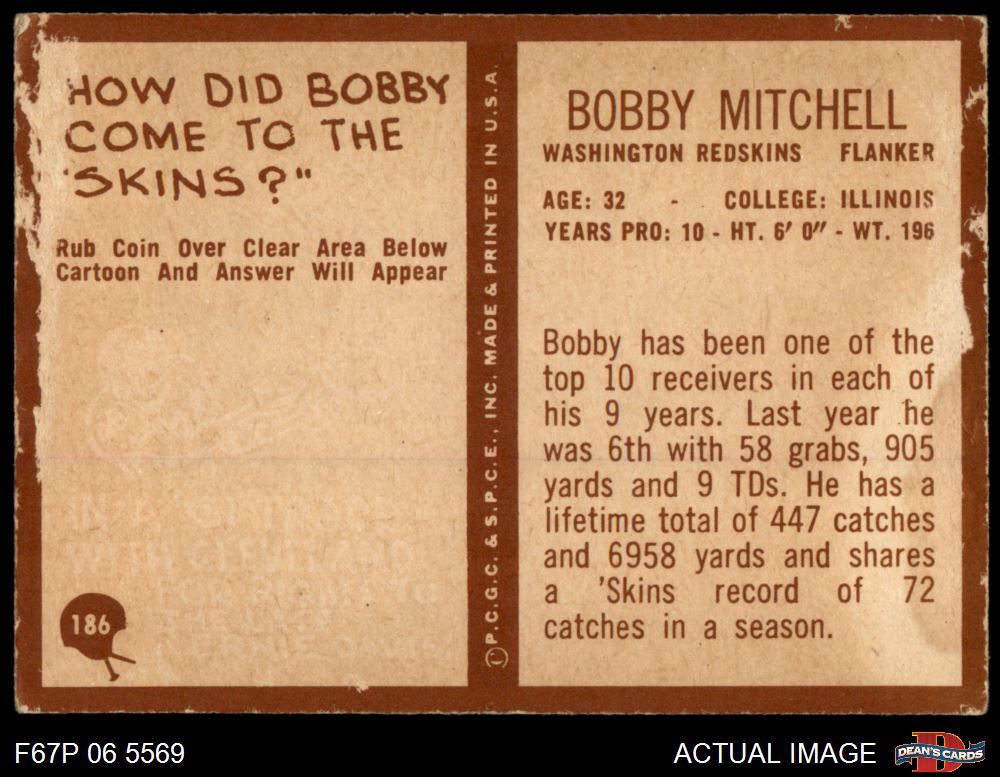 HOW DID BOBBY
COME TO THE
'SKINS?"
Rub Coin Over Clear Area Below
Cartoon And Answer Will Appear
WITH CLEVELAND
186
P.C.G.C. & S.P.C.E., INC. MADE & PRINTED IN U.S.A.
BOBBY MITCHELL
WASHINGTON REDSKINS FLANKER
AGE: 32 - COLLEGE: ILLINOIS
YEARS PRO: 10 - HT. 6' 0" - WT. 196
Bobby has been one of the
top 10 receivers in each of
his 9 years. Last year he
was 6th with 58 grabs, 905
yards and 9 TDs. He has a
lifetime total of 447 catches
and 6958 yards and shares
a 'Skins record of 72
catches in a season.
F67P 06 5569
ACTUAL IMAGE
D
DEAN'S CARDS